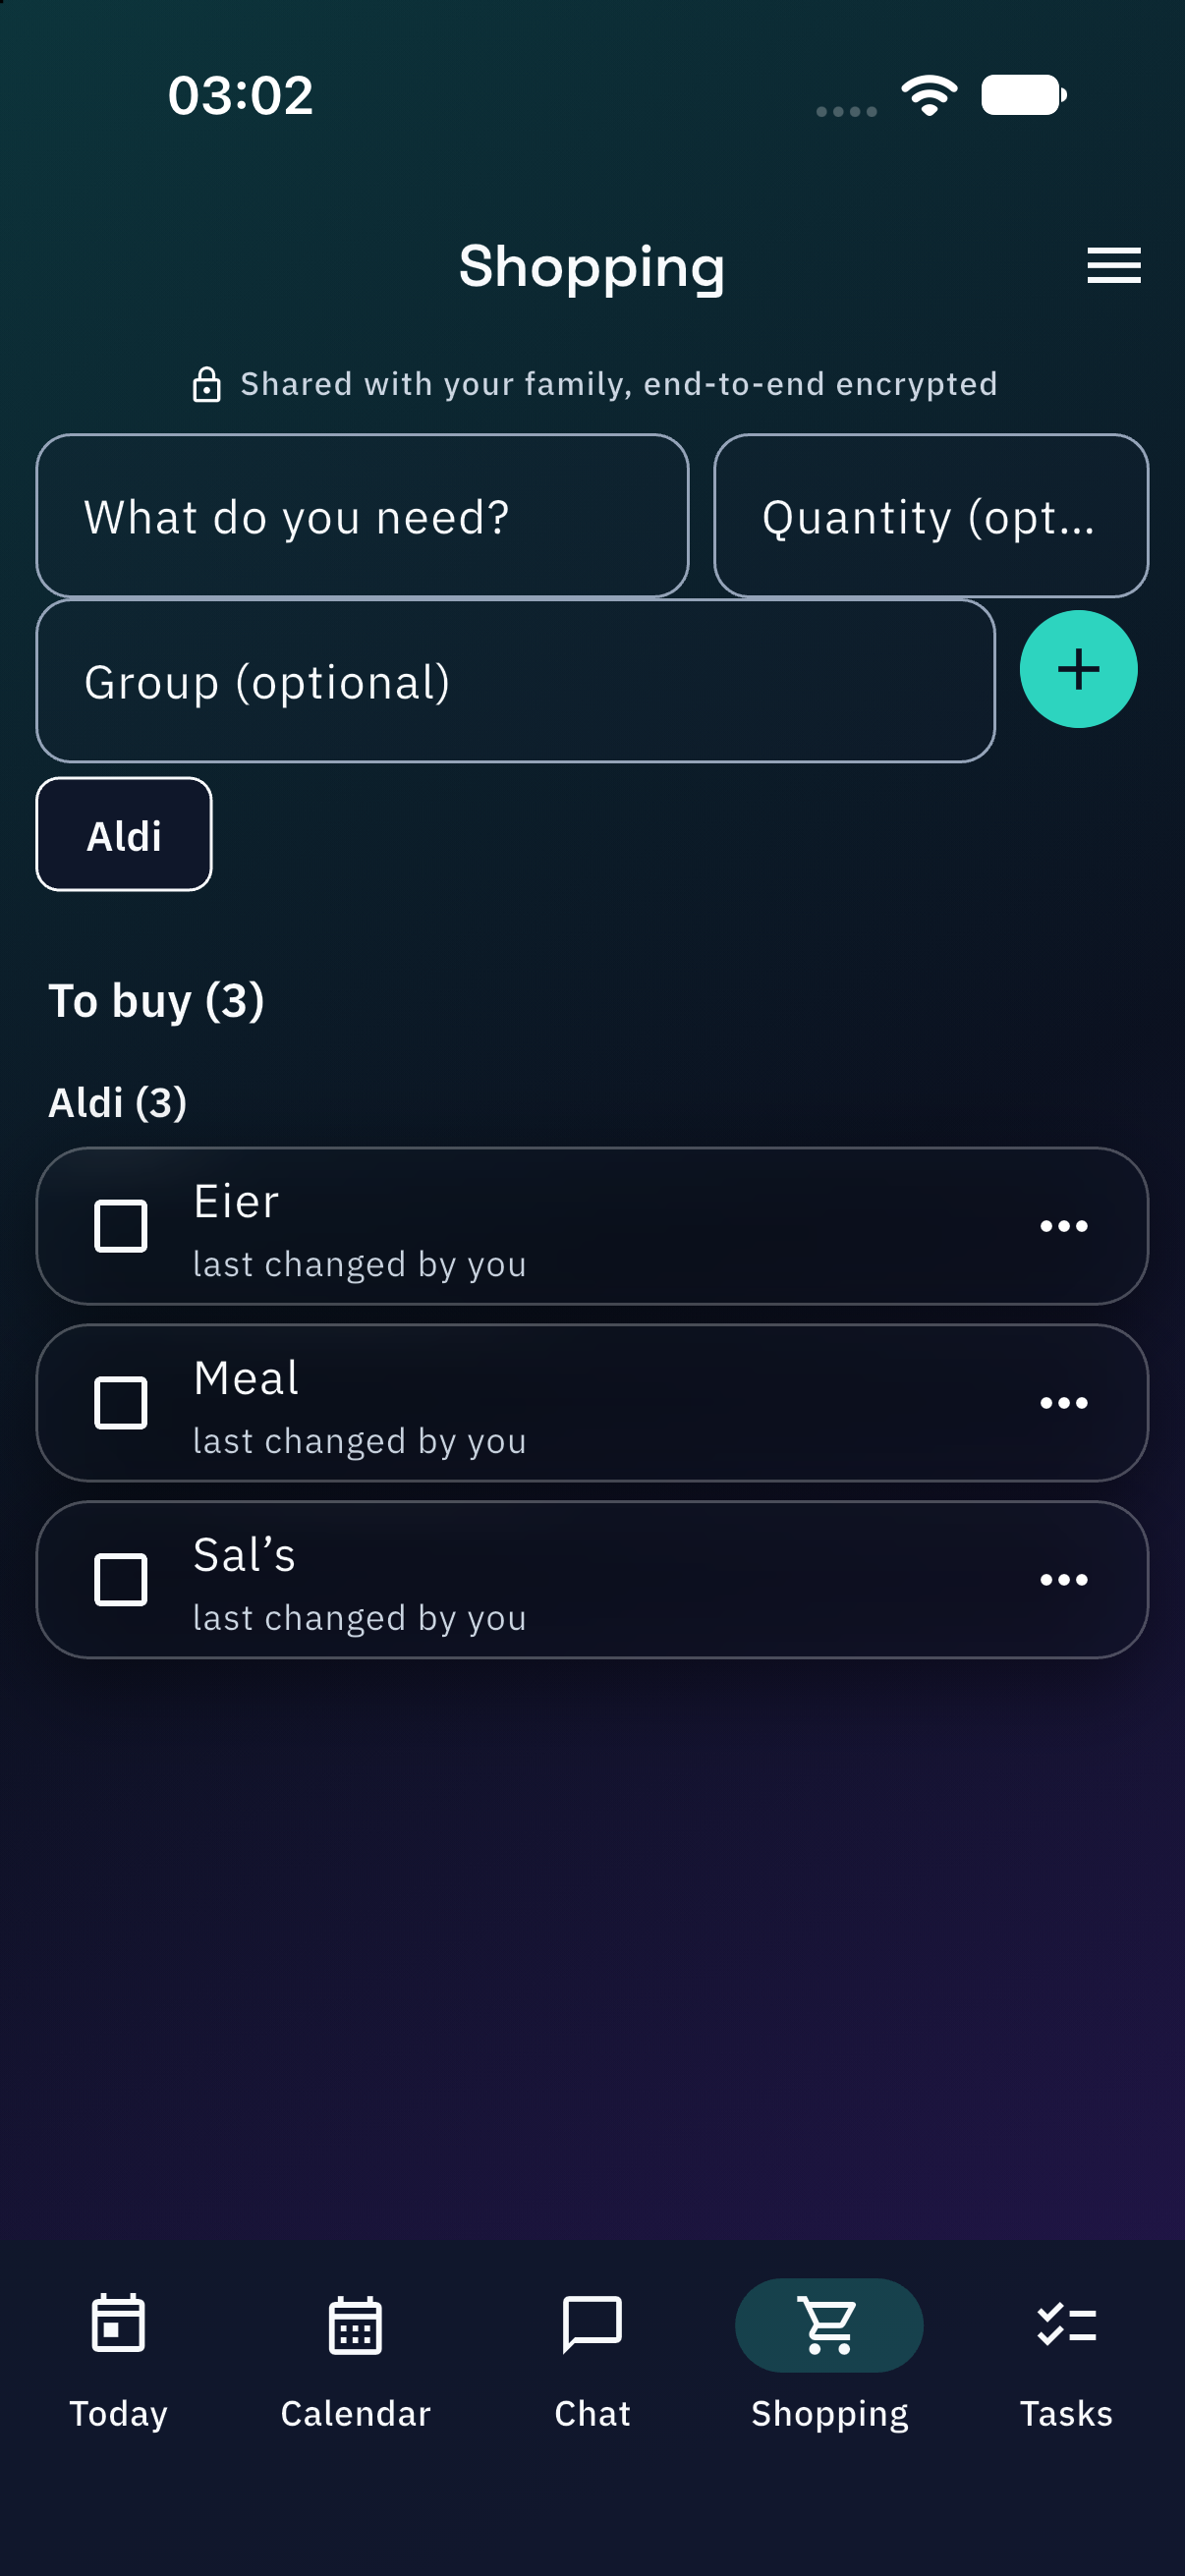 03:02
Shopping
Shared with your family, end-to-end encrypted
What do you need?
Quantity (opt...
Group (optional)
Aldi
To buy (3)
Aldi (3)
Eier
last changed by you
Meal
last changed by you
Sal’s
last changed by you
Today
Calendar
Chat
Shopping
Tasks